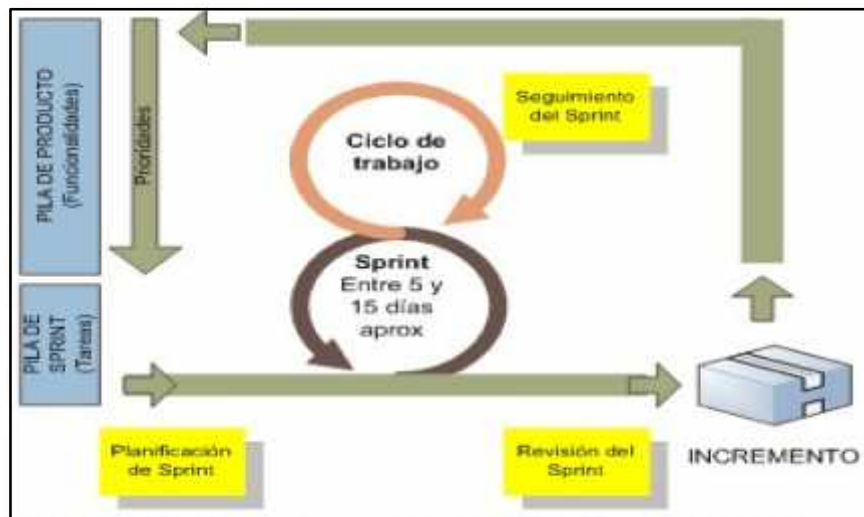 PILA DE PRODUCTO
(Funcionalidades)
Prioridades
Ciclo de
trabajo
Seguimiento
del Sprint
Sprint
Entre 5 y
15 días
aprox
PILA DE
SPRINT
(Tareas)
Planificación
de Sprint
Revisión del
Sprint
INCREMENTO